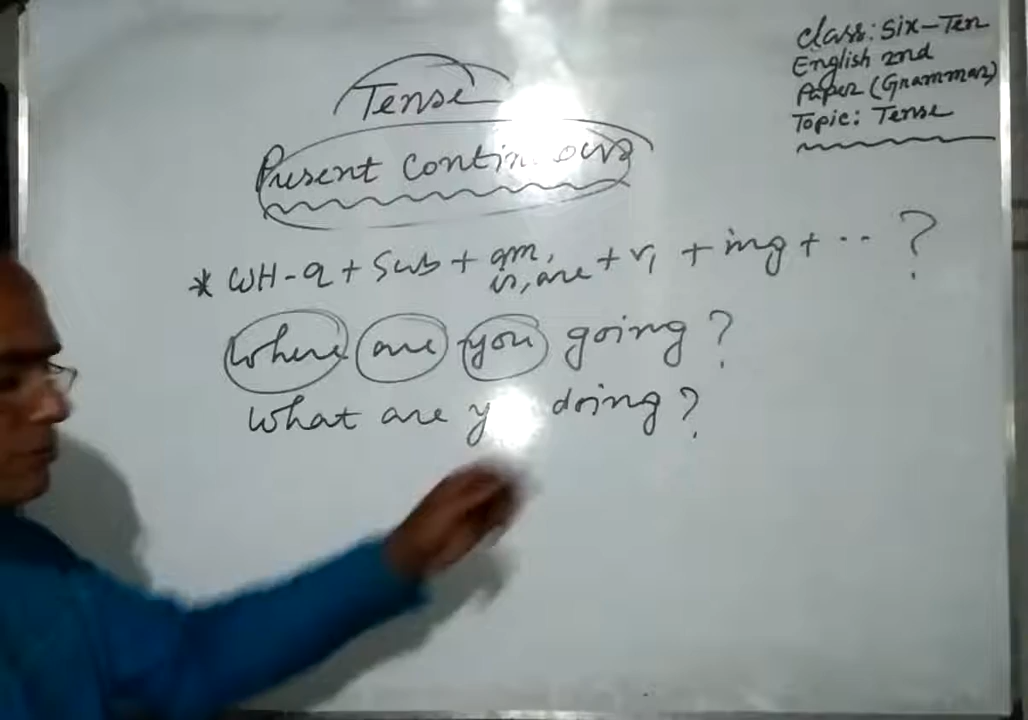 Tense
Present Continuous
* WH-q + Sub + am, is, are + v1 + ing + .. ?
Where are you going ?
What are you doing ?
Class: Six-Ten
English 2nd
Paper (Grammar)
Topic: Tense